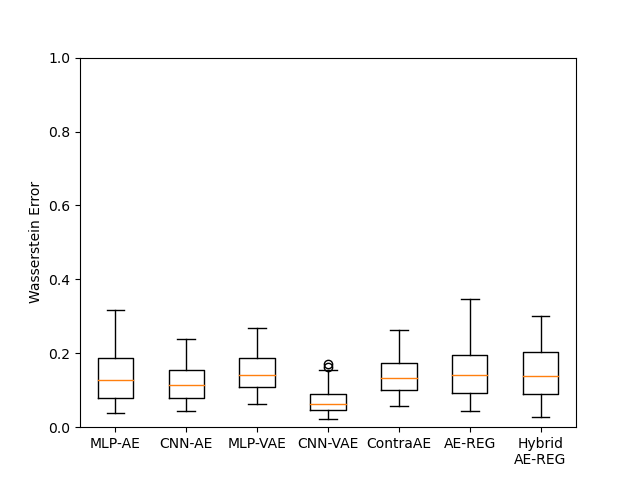 1.0
0.8
0.6
0.4
0.2
0.0
Wasserstein Error
MLP-AE
CNN-AE
MLP-VAE
CNN-VAE
ContraAE
AE-REG
Hybrid
AE-REG